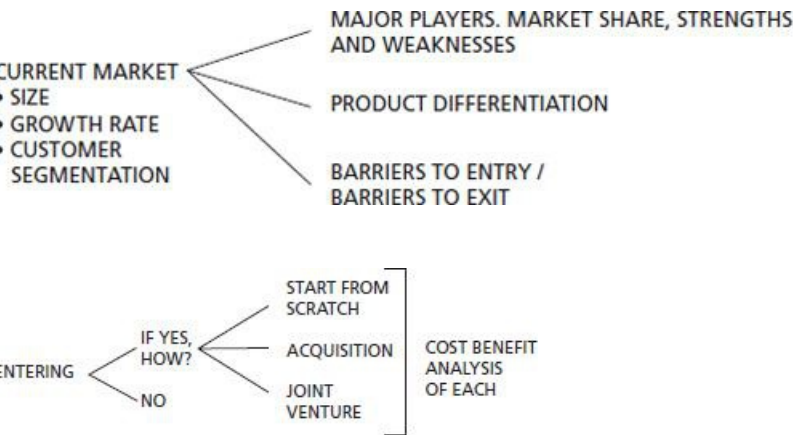 MAJOR PLAYERS. MARKET SHARE, STRENGTHS
AND WEAKNESSES
CURRENT MARKET
• SIZE
• GROWTH RATE
• CUSTOMER
SEGMENTATION
PRODUCT DIFFERENTIATION
BARRIERS TO ENTRY /
BARRIERS TO EXIT
ENTERING
IF YES,
HOW?
NO
START FROM
SCRATCH
ACQUISITION
JOINT
VENTURE
COST BENEFIT
ANALYSIS
OF EACH